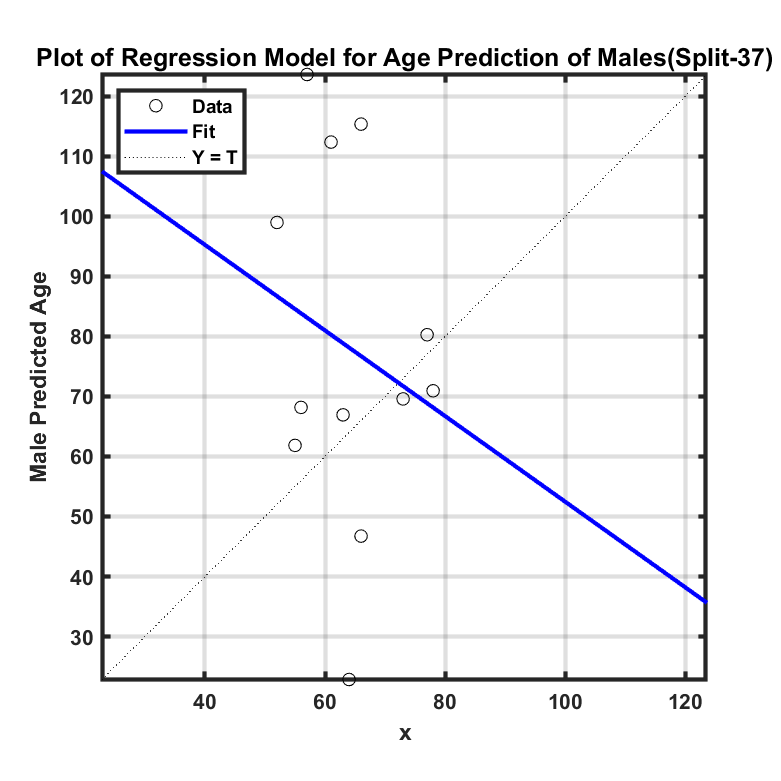 Plot of Regression Model for Age Prediction of Males(Split-37)
Data
Fit
Y = T
120
110
100
90
80
70
60
50
40
30
Male Predicted Age
40 60 80 100 120
x